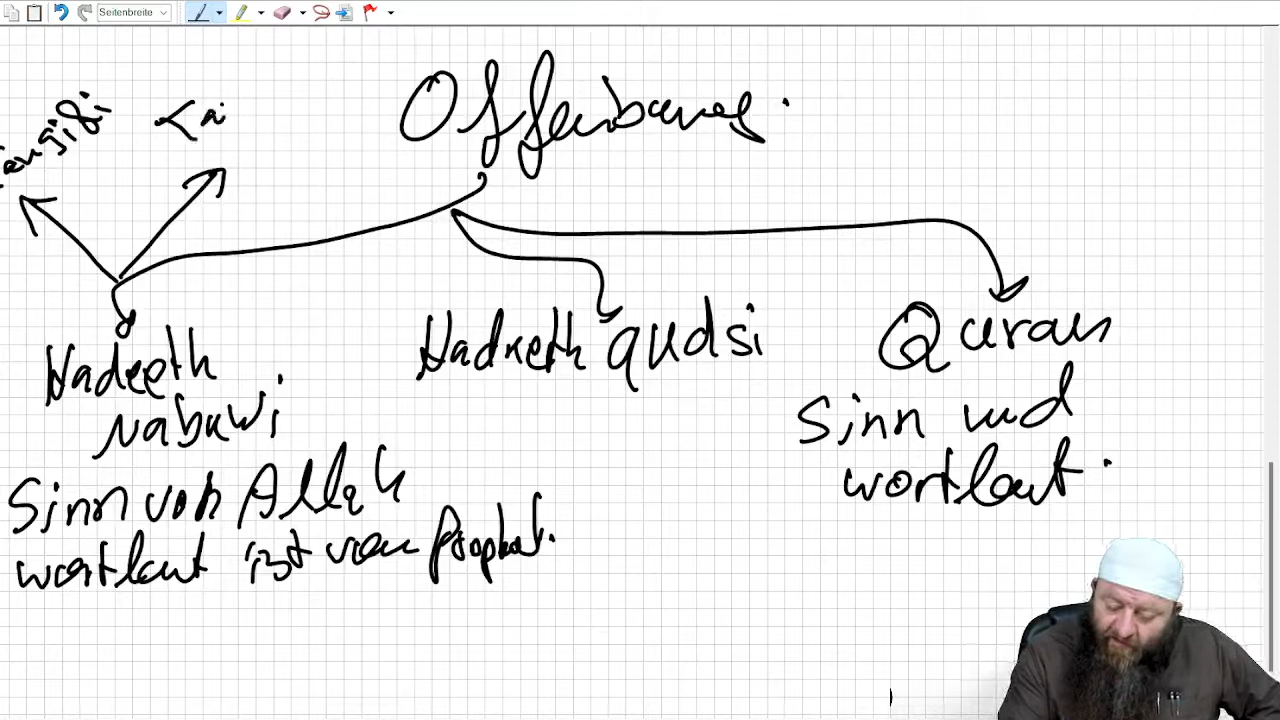 Seitenbreite
Offenbarung.
Hadeeth qudsi
Quran
Hadeeth
Nabawi
Sinn und
wortlaut.
Sinn von Allah
wortlaut ist vom Prophet.